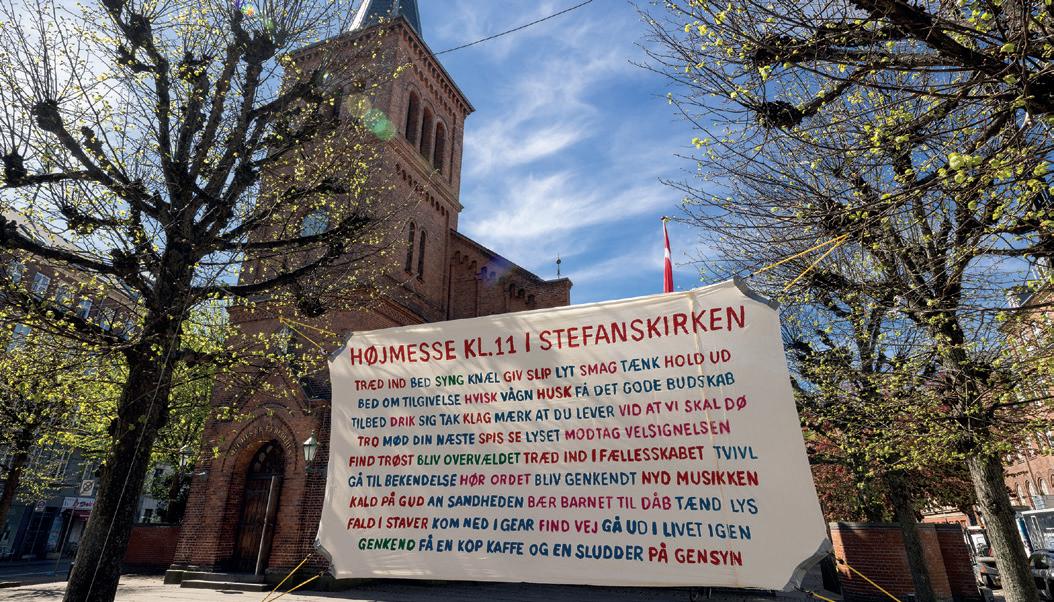 HØJMESSE KL.11 I STEFANSKIRKEN
TRÆD IND BED SYNG KNÆL GIV SLIP LYT SMAG TÆNK HOLD UD
BED OM TILGIVELSE HVISK VÅGN HUSK FÅ DET GODE BUDSKAB
TILBED DRIK SIG TAK KLAG MÆRK AT DU LEVER VID AT VI SKAL DØ
TRO MØD DIN NÆSTE SPIS SE LYSET MODTAG VELSIGNELSEN
FIND TRØST BLIV OVERVÆLDET TRÆD IND I FÆLLESSKABET TVIVL
GÅ TIL BEKENDELSE HØR ORDET BLIV GENKENDT NYD MUSIKKEN
KALD PÅ GUD AN SANDHEDEN BÆR BARNET TIL DÅB TÆND LYS
FALD I STAVER KOM NED I GEAR FIND VEJ GÅ UD I LIVET IGEN
GENKEND FÅ EN KOP KAFFE OG EN SLUDDER PÅ GENSYN